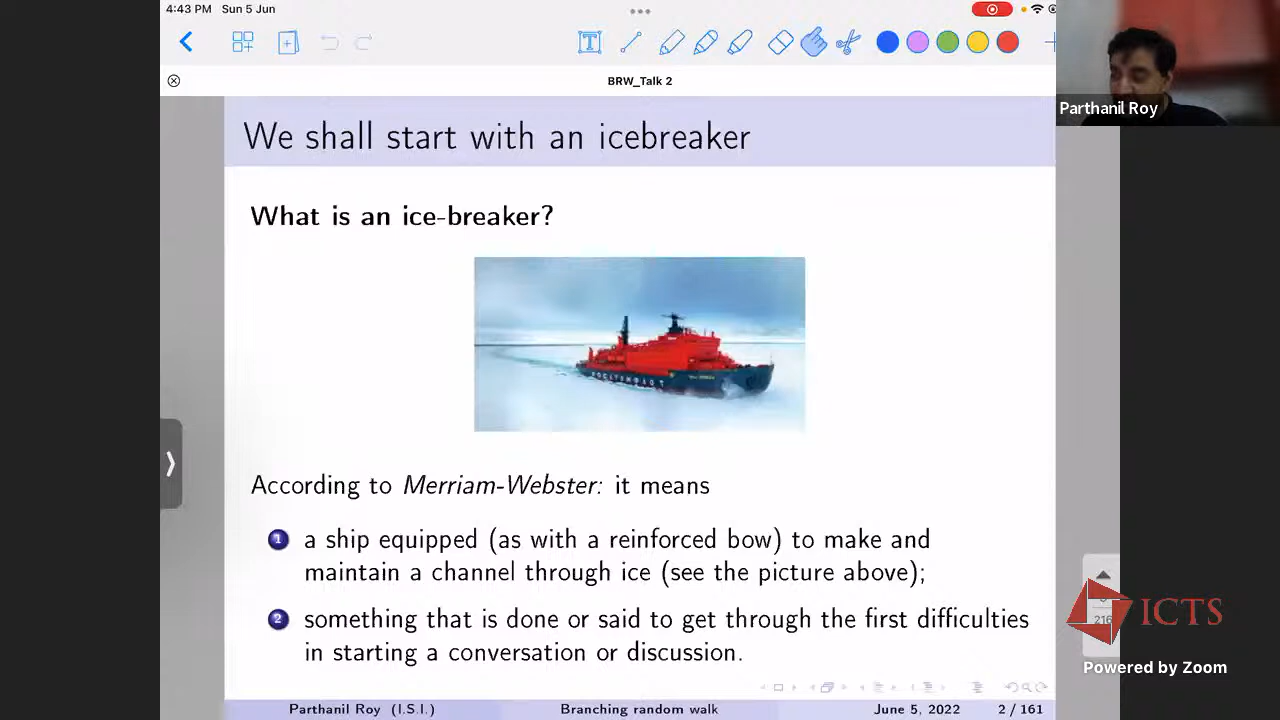 4:43 PM Sun 5 Jun
BRW_Talk 2
Parthanil Roy
We shall start with an icebreaker
What is an ice-breaker?
According to Merriam-Webster: it means
1 a ship equipped (as with a reinforced bow) to make and
maintain a channel through ice (see the picture above);
2 something that is done or said to get through the first difficulties
in starting a conversation or discussion.
216
ICTS
Powered by Zoom
Parthanil Roy (I.S.I.) Branching random walk June 5, 2022 2 / 161